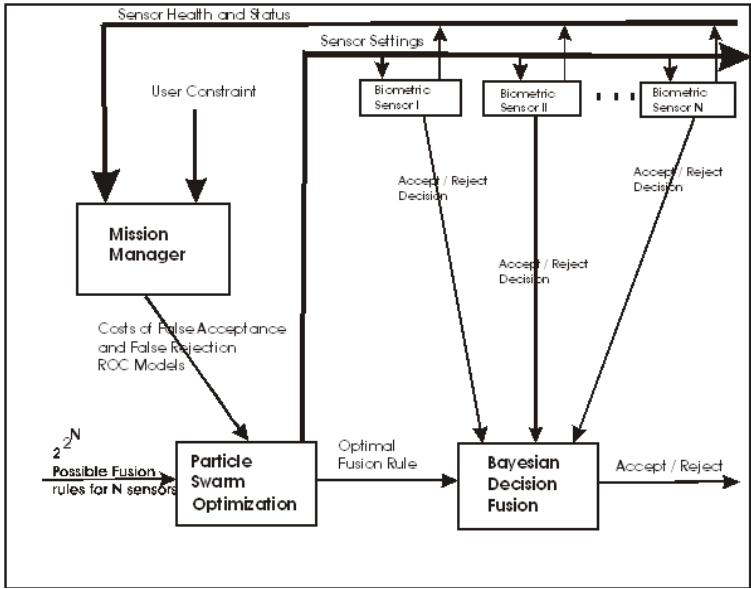 Sensor Health and Status
Sensor Settings
User Constraint
Biometric
Sensor I
Biometric
Sensor II
. . .
Biometric
Sensor N
Accept / Reject
Decision
Accept / Reject
Decision
Accept / Reject
Decision
Mission
Manager
Costs of False Acceptance
and False Rejection
ROC Models
2^2^N
Possible Fusion
rules for N sensors
Particle
Swarm
Optimization
Optimal
Fusion Rule
Bayesian
Decision
Fusion
Accept / Reject